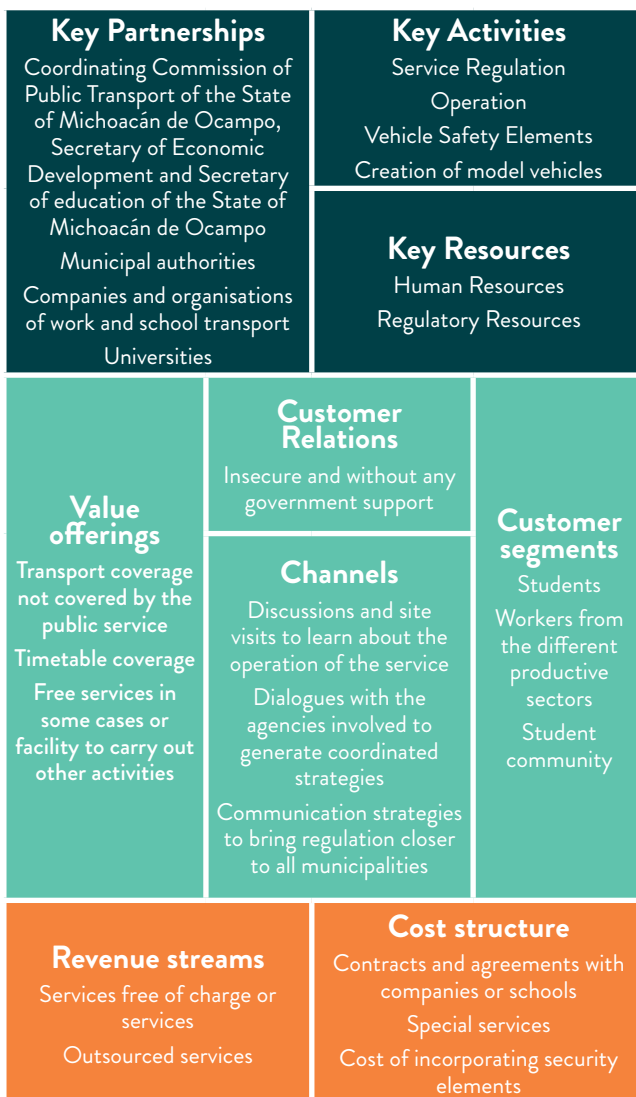 Key Partnerships
Coordinating Commission of
Public Transport of the State
of Michoacán de Ocampo,
Secretary of Economic
Development and Secretary
of education of the State of
Michoacán de Ocampo
Municipal authorities
Companies and organisations
of work and school transport
Universities
Key Activities
Service Regulation
Operation
Vehicle Safety Elements
Creation of model vehicles
Key Resources
Human Resources
Regulatory Resources
Value
offerings
Transport coverage
not covered by the
public service
Timetable coverage
Free services in
some cases or
facility to carry out
other activities
Customer
Relations
Insecure and without any
government support
Channels
Discussions and site
visits to learn about the
operation of the service
Dialogues with the
agencies involved to
generate coordinated
strategies
Communication strategies
to bring regulation closer
to all municipalities
Customer
segments
Students
Workers from
the different
productive
sectors
Student
community
Revenue streams
Services free of charge or
services
Outsourced services
Cost structure
Contracts and agreements with
companies or schools
Special services
Cost of incorporating security
elements